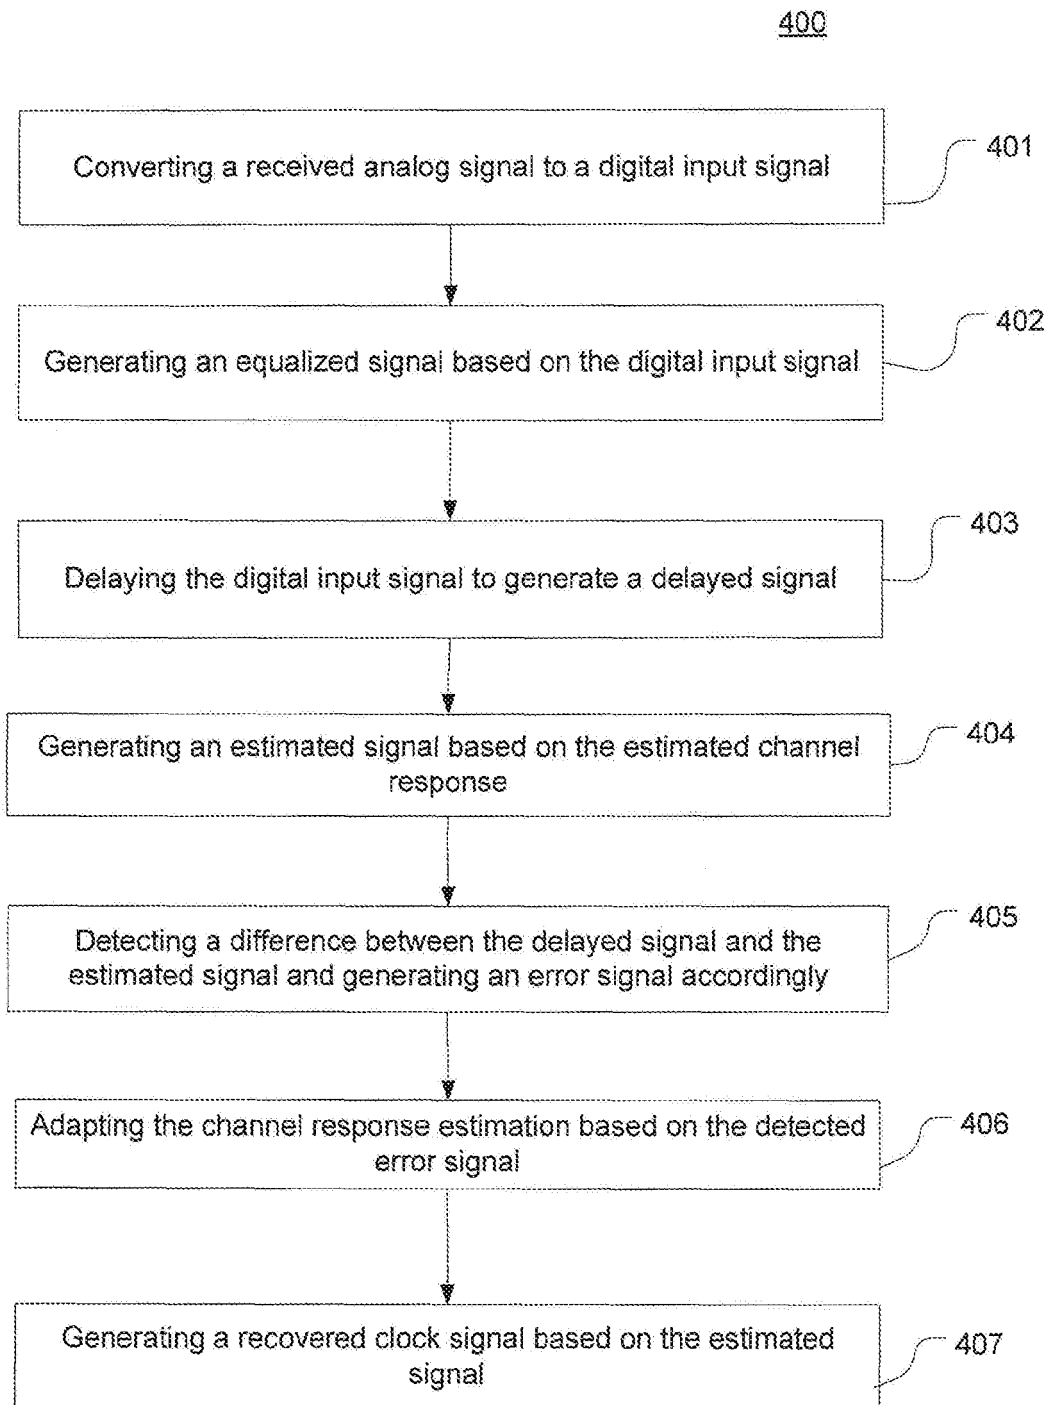 400
Converting a received analog signal to a digital input signal
401
Generating an equalized signal based on the digital input signal
402
Delaying the digital input signal to generate a delayed signal
403
Generating an estimated signal based on the estimated channel
response
404
Detecting a difference between the delayed signal and the
estimated signal and generating an error signal accordingly
405
Adapting the channel response estimation based on the detected
error signal
406
Generating a recovered clock signal based on the estimated
signal
407